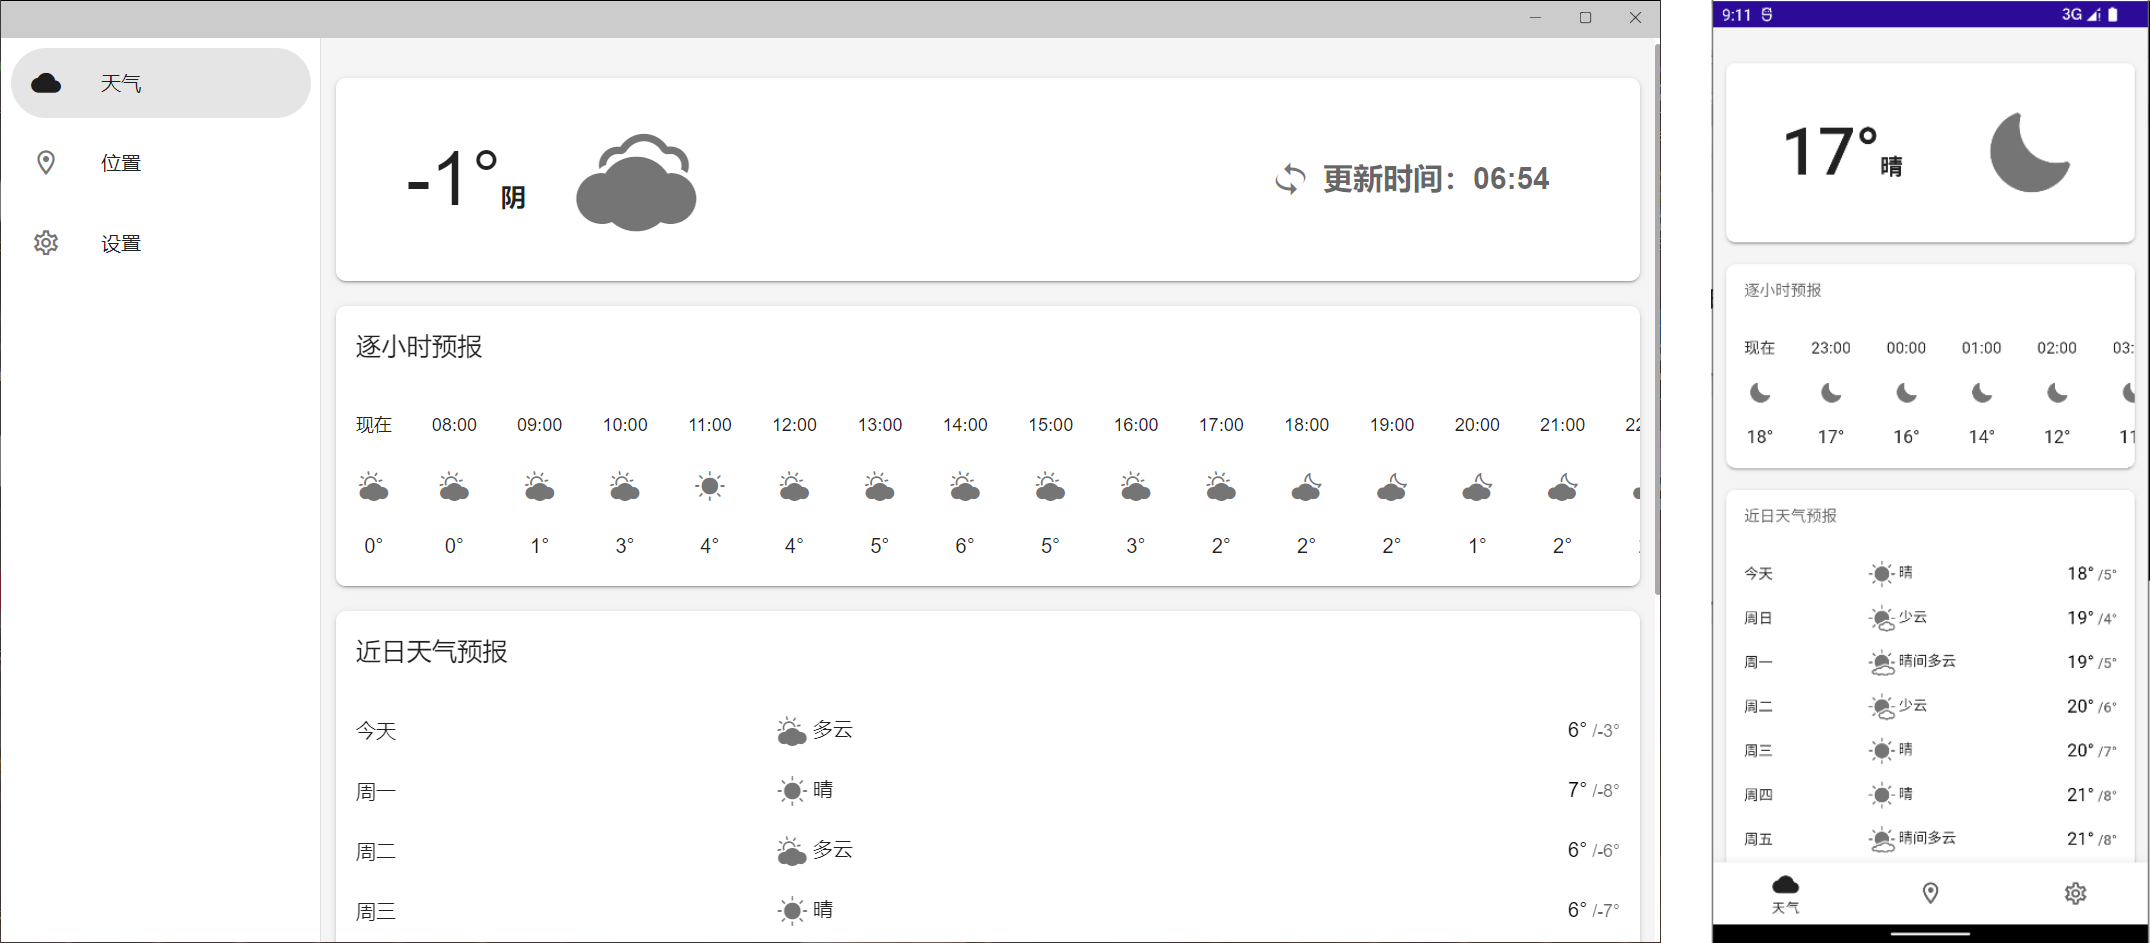 天气
位置
设置
-1° 阴
更新时间：06:54
逐小时预报
现在 08:00 09:00 10:00 11:00 12:00 13:00 14:00 15:00 16:00 17:00 18:00 19:00 20:00 21:00 22
0° 0° 1° 3° 4° 4° 5° 6° 5° 3° 2° 2° 2° 1° 2°
近日天气预报
今天 多云 6° /-3°
周一 晴 7° /-8°
周二 多云 6° /-6°
周三 晴 6° /-7°
9:11 3G
17° 晴
逐小时预报
现在 23:00 00:00 01:00 02:00 03:
18° 17° 16° 14° 12° 11
近日天气预报
今天 晴 18° /5°
周日 少云 19° /4°
周一 晴间多云 19° /5°
周二 少云 20° /6°
周三 晴 20° /7°
周四 晴 21° /8°
周五 晴间多云 21° /8°
天气